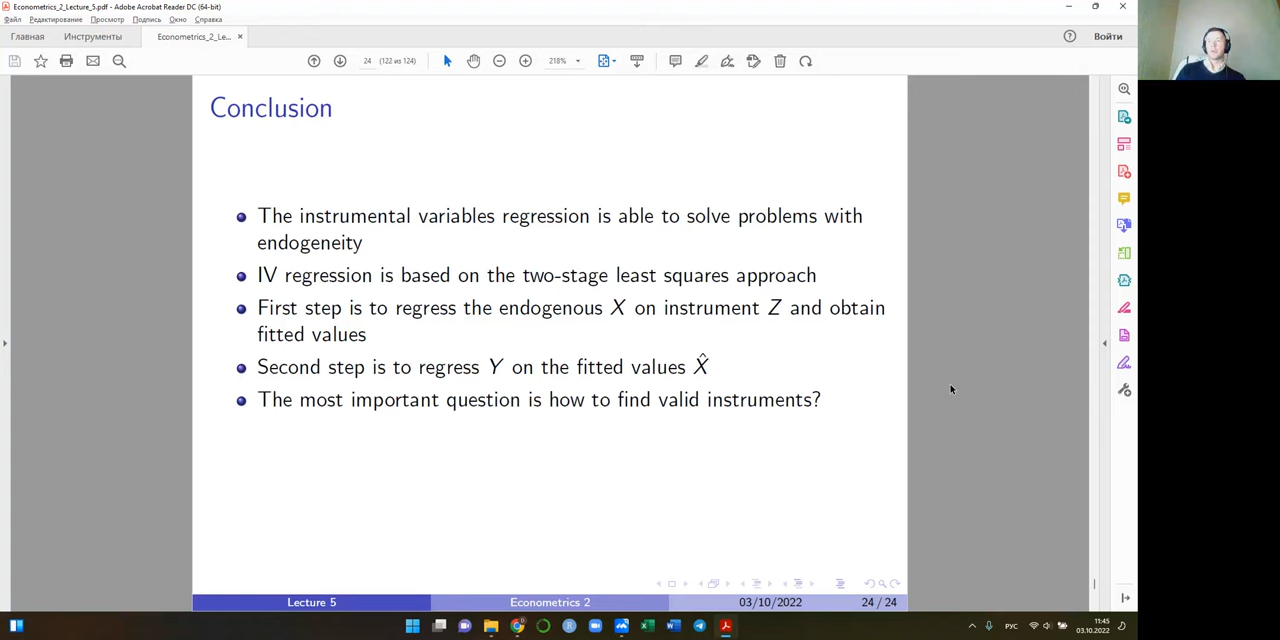 Econometrics_2_Lecture_5.pdf - Adobe Acrobat Reader DC (64-bit)
Файл Редактирование Просмотр Подпись Окно Справка
Главная Инструменты Econometrics_2_Le... × Войти
24 (122 из 124) 218%
Conclusion
The instrumental variables regression is able to solve problems with
endogeneity
IV regression is based on the two-stage least squares approach
First step is to regress the endogenous X on instrument Z and obtain
fitted values
Second step is to regress Y on the fitted values X̂
The most important question is how to find valid instruments?
Lecture 5 Econometrics 2 03/10/2022 24 / 24
РУС 11:45
03.10.2022